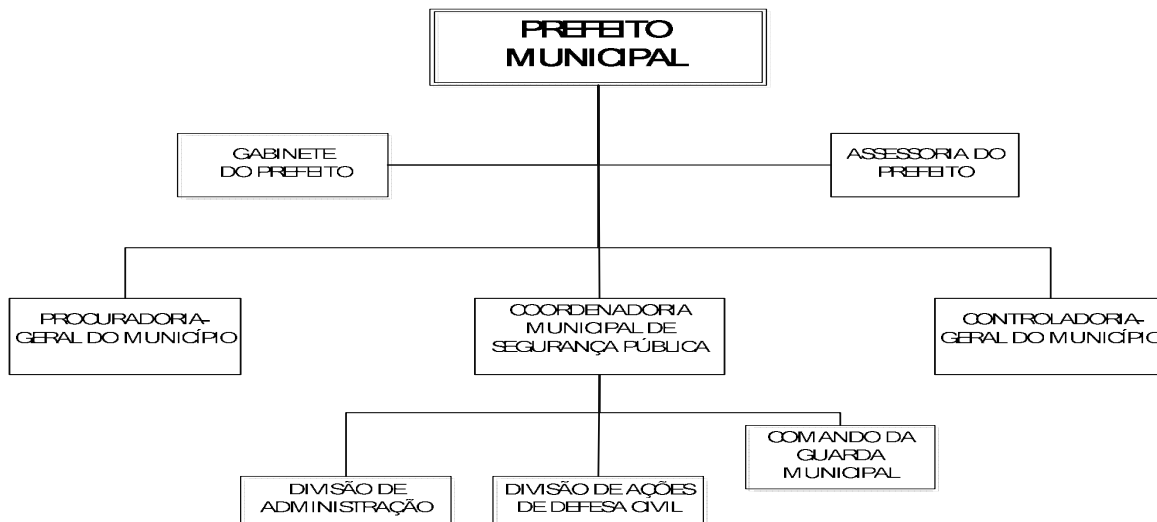 PREFEITO
MUNICIPAL
GABINETE
DO PREFEITO
ASSESSORIA DO
PREFEITO
PROCURADORIA-
GERAL DO MUNICÍPIO
COORDENADORIA
MUNICIPAL DE
SEGURANÇA PÚBLICA
CONTROLADORIA-
GERAL DO MUNICÍPIO
DIVISÃO DE
ADMINISTRAÇÃO
DIVISÃO DE AÇÕES
DE DEFESA CIVIL
COMANDO DA
GUARDA
MUNICIPAL